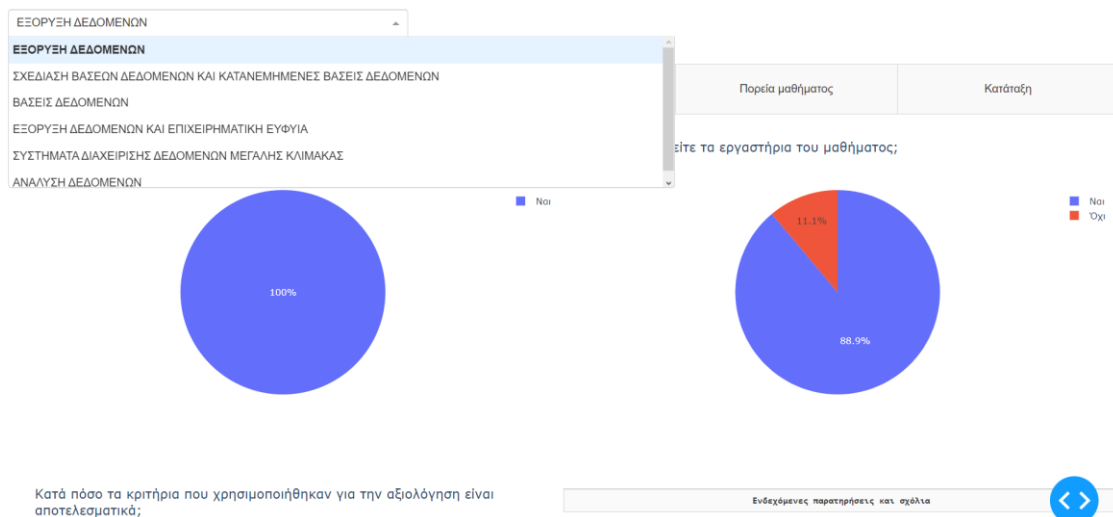 ΕΞΟΡΥΞΗ ΔΕΔΟΜΕΝΩΝ
ΕΞΟΡΥΞΗ ΔΕΔΟΜΕΝΩΝ
ΣΧΕΔΙΑΣΗ ΒΑΣΕΩΝ ΔΕΔΟΜΕΝΩΝ ΚΑΙ ΚΑΤΑΝΕΜΗΜΕΝΕΣ ΒΑΣΕΙΣ ΔΕΔΟΜΕΝΩΝ
ΒΑΣΕΙΣ ΔΕΔΟΜΕΝΩΝ
ΕΞΟΡΥΞΗ ΔΕΔΟΜΕΝΩΝ ΚΑΙ ΕΠΙΧΕΙΡΗΜΑΤΙΚΗ ΕΥΦΥΙΑ
ΣΥΣΤΗΜΑΤΑ ΔΙΑΧΕΙΡΙΣΗΣ ΔΕΔΟΜΕΝΩΝ ΜΕΓΑΛΗΣ ΚΛΙΜΑΚΑΣ
ΑΝΑΛΥΣΗ ΔΕΔΟΜΕΝΩΝ
Πορεία μαθήματος
Κατάταξη
είτε τα εργαστήρια του μαθήματος;
Ναι
100%
Ναι
Όχι
11.1%
88.9%
Κατά πόσο τα κριτήρια που χρησιμοποιήθηκαν για την αξιολόγηση είναι
αποτελεσματικά;
Ενδεχόμενες παρατηρήσεις και σχόλια